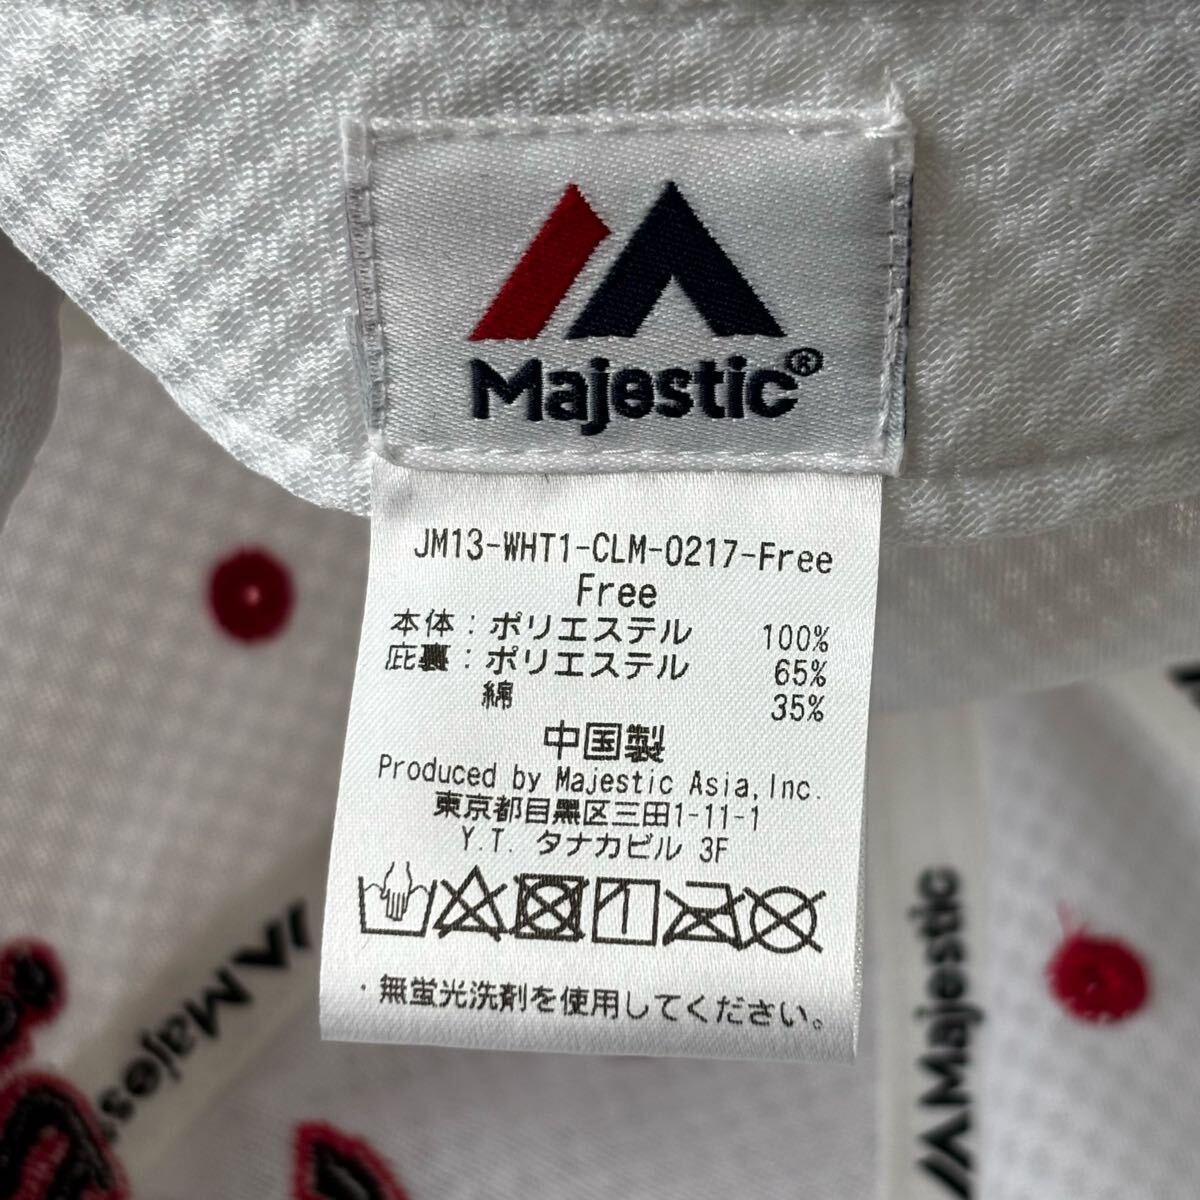 Majestic®
JM13-WHT1-CLM-0217-Free
Free
本体：ポリエステル 100%
庇裏：ポリエステル 65%
綿 35%
中国製
Produced by Majestic Asia,Inc.
東京都目黒区三田1-11-1
Y.T. タナカビル 3F
・無蛍光洗剤を使用してください。
Majes
Majestic